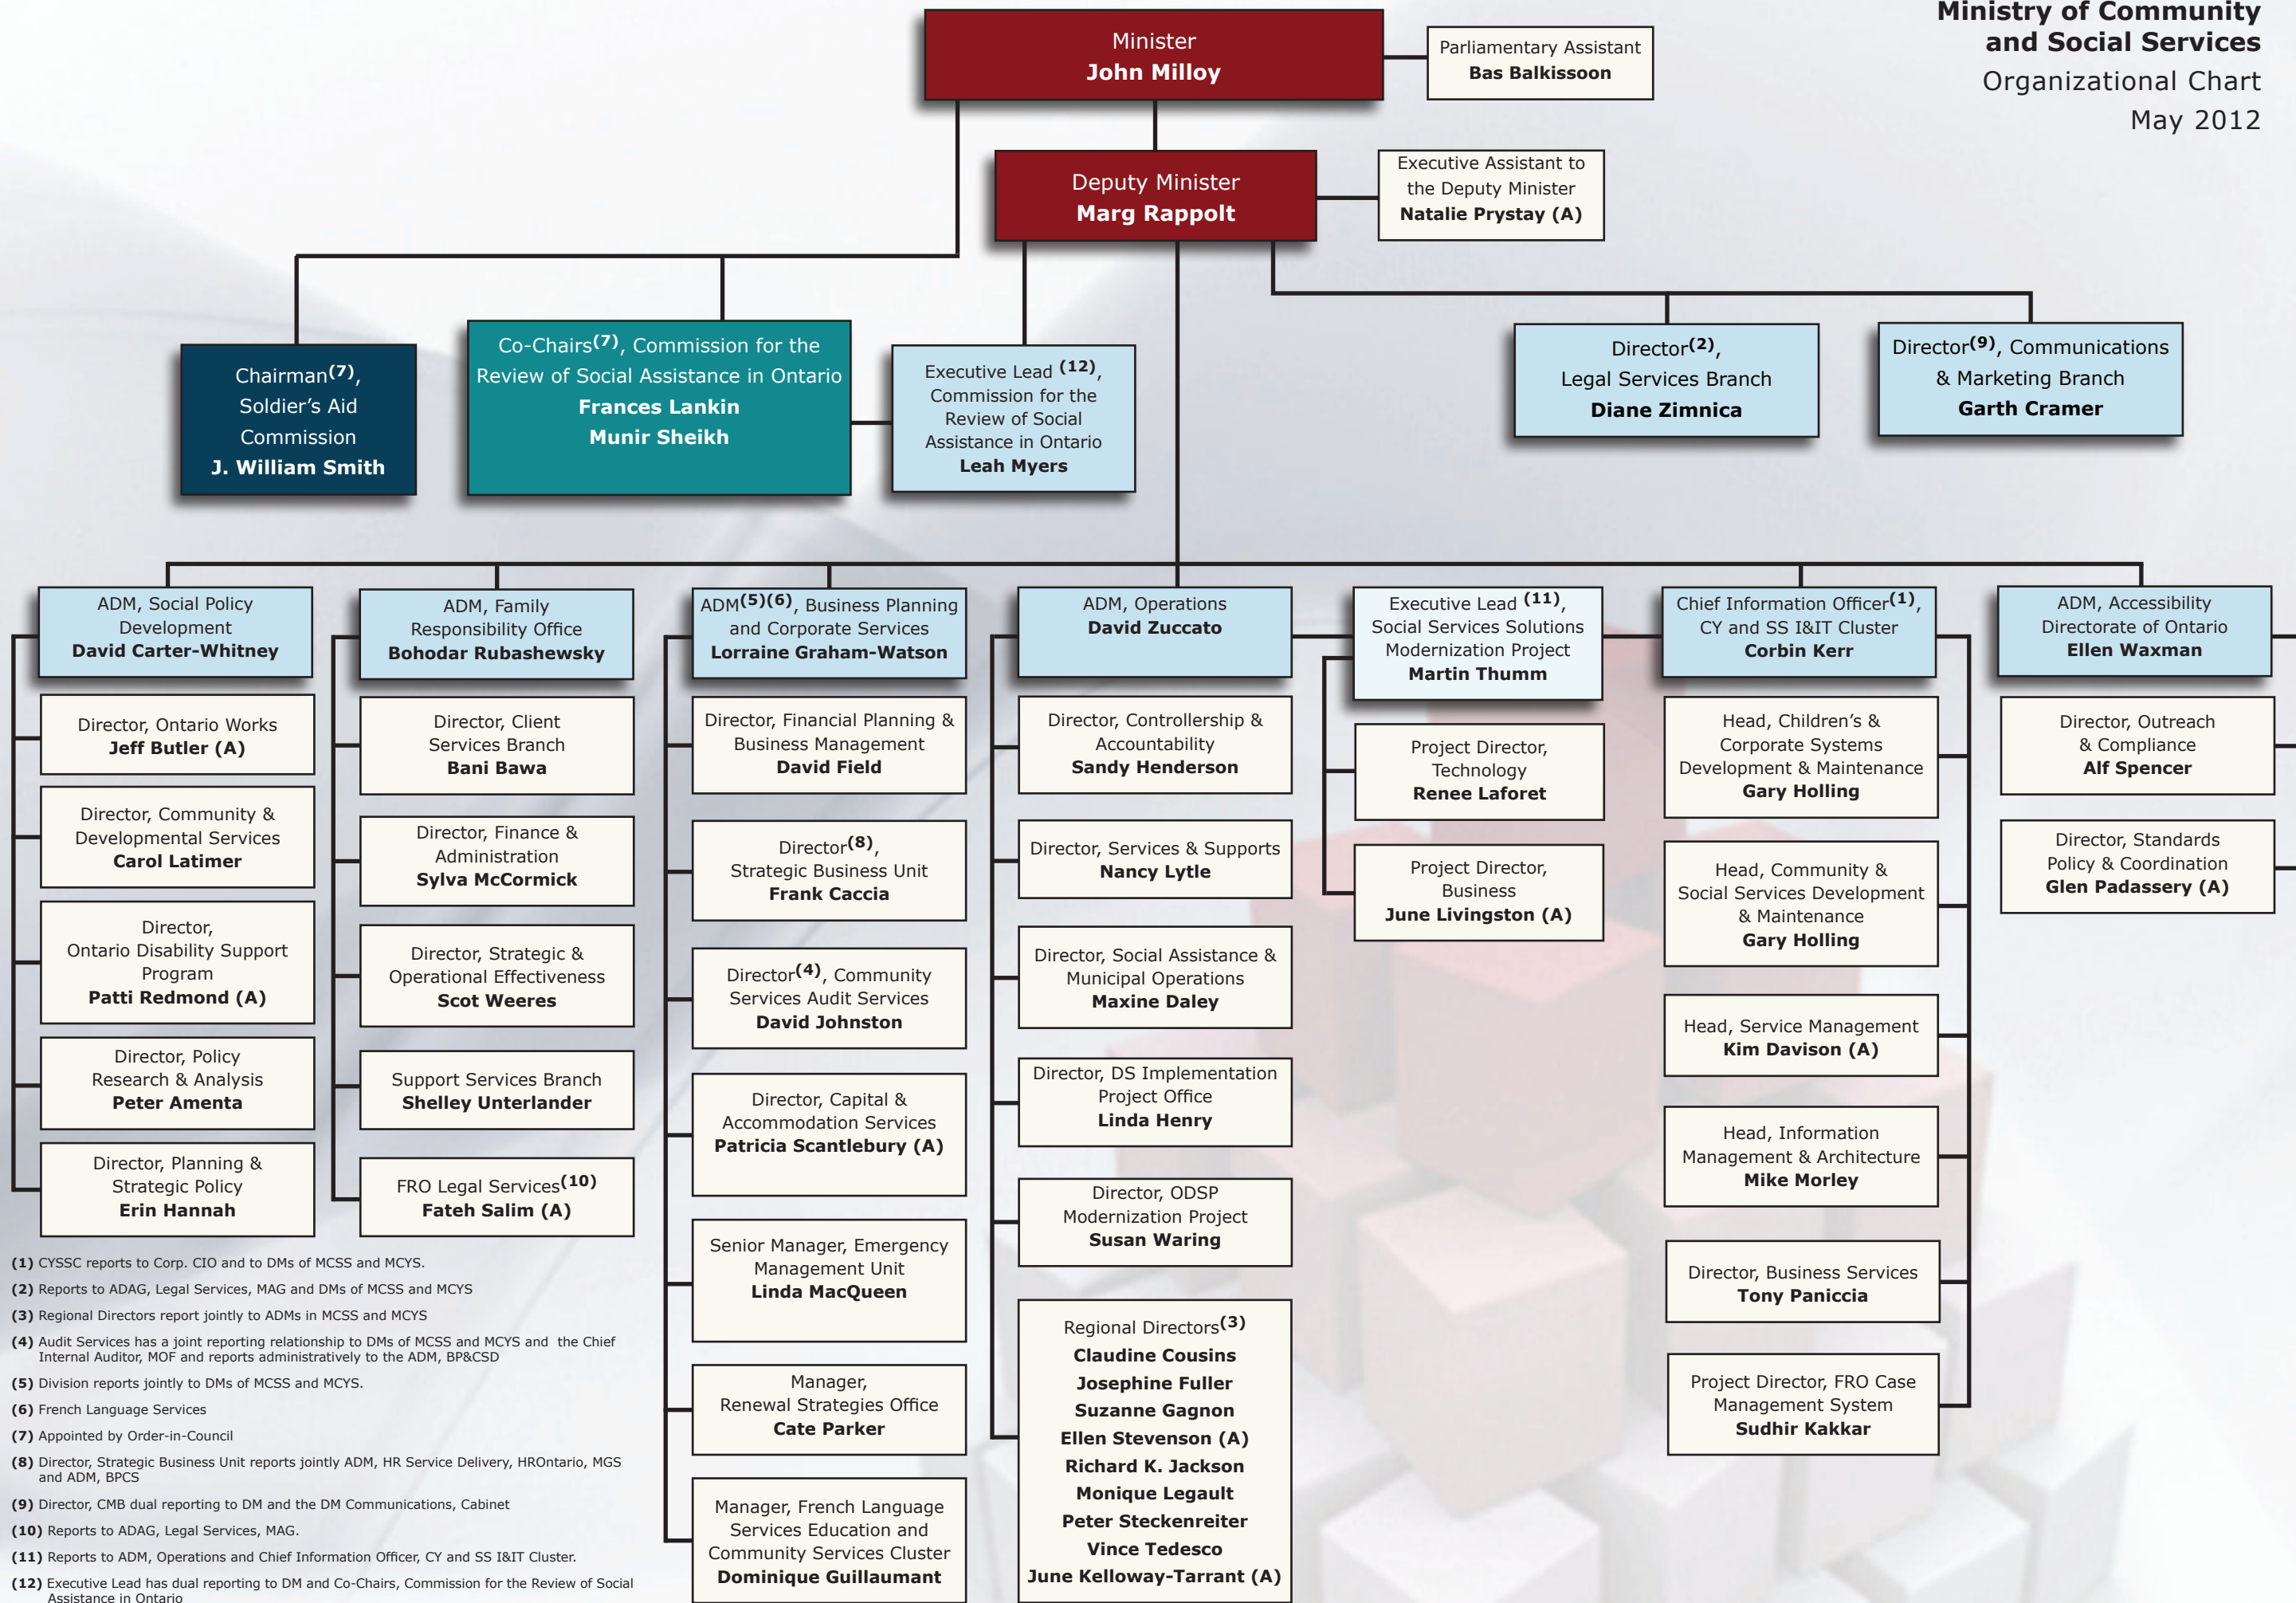 Ministry of Community
and Social Services
Organizational Chart
May 2012
Minister
John Milloy
Parliamentary Assistant
Bas Balkissoon
Deputy Minister
Marg Rappolt
Executive Assistant to
the Deputy Minister
Natalie Prystay (A)
Chairman(7),
Soldier's Aid
Commission
J. William Smith
Co-Chairs(7), Commission for the
Review of Social Assistance in Ontario
Frances Lankin
Munir Sheikh
Executive Lead (12),
Commission for the
Review of Social
Assistance in Ontario
Leah Myers
Director(2),
Legal Services Branch
Diane Zimnica
Director(9), Communications
& Marketing Branch
Garth Cramer
ADM, Social Policy
Development
David Carter-Whitney
Director, Ontario Works
Jeff Butler (A)
Director, Community &
Developmental Services
Carol Latimer
Director,
Ontario Disability Support
Program
Patti Redmond (A)
Director, Policy
Research & Analysis
Peter Amenta
Director, Planning &
Strategic Policy
Erin Hannah
ADM, Family
Responsibility Office
Bohodar Rubashewsky
Director, Client
Services Branch
Bani Bawa
Director, Finance &
Administration
Sylva McCormick
Director, Strategic &
Operational Effectiveness
Scot Weeres
Support Services Branch
Shelley Unterlander
FRO Legal Services(10)
Fateh Salim (A)
ADM(5)(6), Business Planning
and Corporate Services
Lorraine Graham-Watson
Director, Financial Planning &
Business Management
David Field
Director(8),
Strategic Business Unit
Frank Caccia
Director(4), Community
Services Audit Services
David Johnston
Director, Capital &
Accommodation Services
Patricia Scantlebury (A)
Senior Manager, Emergency
Management Unit
Linda MacQueen
Manager,
Renewal Strategies Office
Cate Parker
Manager, French Language
Services Education and
Community Services Cluster
Dominique Guillaumant
ADM, Operations
David Zuccato
Director, Controllership &
Accountability
Sandy Henderson
Director, Services & Supports
Nancy Lytle
Director, Social Assistance &
Municipal Operations
Maxine Daley
Director, DS Implementation
Project Office
Linda Henry
Director, ODSP
Modernization Project
Susan Waring
Regional Directors(3)
Claudine Cousins
Josephine Fuller
Suzanne Gagnon
Ellen Stevenson (A)
Richard K. Jackson
Monique Legault
Peter Steckenreiter
Vince Tedesco
June Kelloway-Tarrant (A)
Executive Lead (11),
Social Services Solutions
Modernization Project
Martin Thumm
Project Director,
Technology
Renee Laforet
Project Director,
Business
June Livingston (A)
Chief Information Officer(1),
CY and SS I&IT Cluster
Corbin Kerr
Head, Children's &
Corporate Systems
Development & Maintenance
Gary Holling
Head, Community &
Social Services Development
& Maintenance
Gary Holling
Head, Service Management
Kim Davison (A)
Head, Information
Management & Architecture
Mike Morley
Director, Business Services
Tony Paniccia
Project Director, FRO Case
Management System
Sudhir Kakkar
ADM, Accessibility
Directorate of Ontario
Ellen Waxman
Director, Outreach
& Compliance
Alf Spencer
Director, Standards
Policy & Coordination
Glen Padassery (A)
(1) CYSSC reports to Corp. CIO and to DMs of MCSS and MCYS.
(2) Reports to ADAG, Legal Services, MAG and DMs of MCSS and MCYS
(3) Regional Directors report jointly to ADMs in MCSS and MCYS
(4) Audit Services has a joint reporting relationship to DMs of MCSS and MCYS and the Chief
Internal Auditor, MOF and reports administratively to the ADM, BP&CSD
(5) Division reports jointly to DMs of MCSS and MCYS.
(6) French Language Services
(7) Appointed by Order-in-Council
(8) Director, Strategic Business Unit reports jointly ADM, HR Service Delivery, HROntario, MGS
and ADM, BPCS
(9) Director, CMB dual reporting to DM and the DM Communications, Cabinet
(10) Reports to ADAG, Legal Services, MAG.
(11) Reports to ADM, Operations and Chief Information Officer, CY and SS I&IT Cluster.
(12) Executive Lead has dual reporting to DM and Co-Chairs, Commission for the Review of Social
Assistance in Ontario